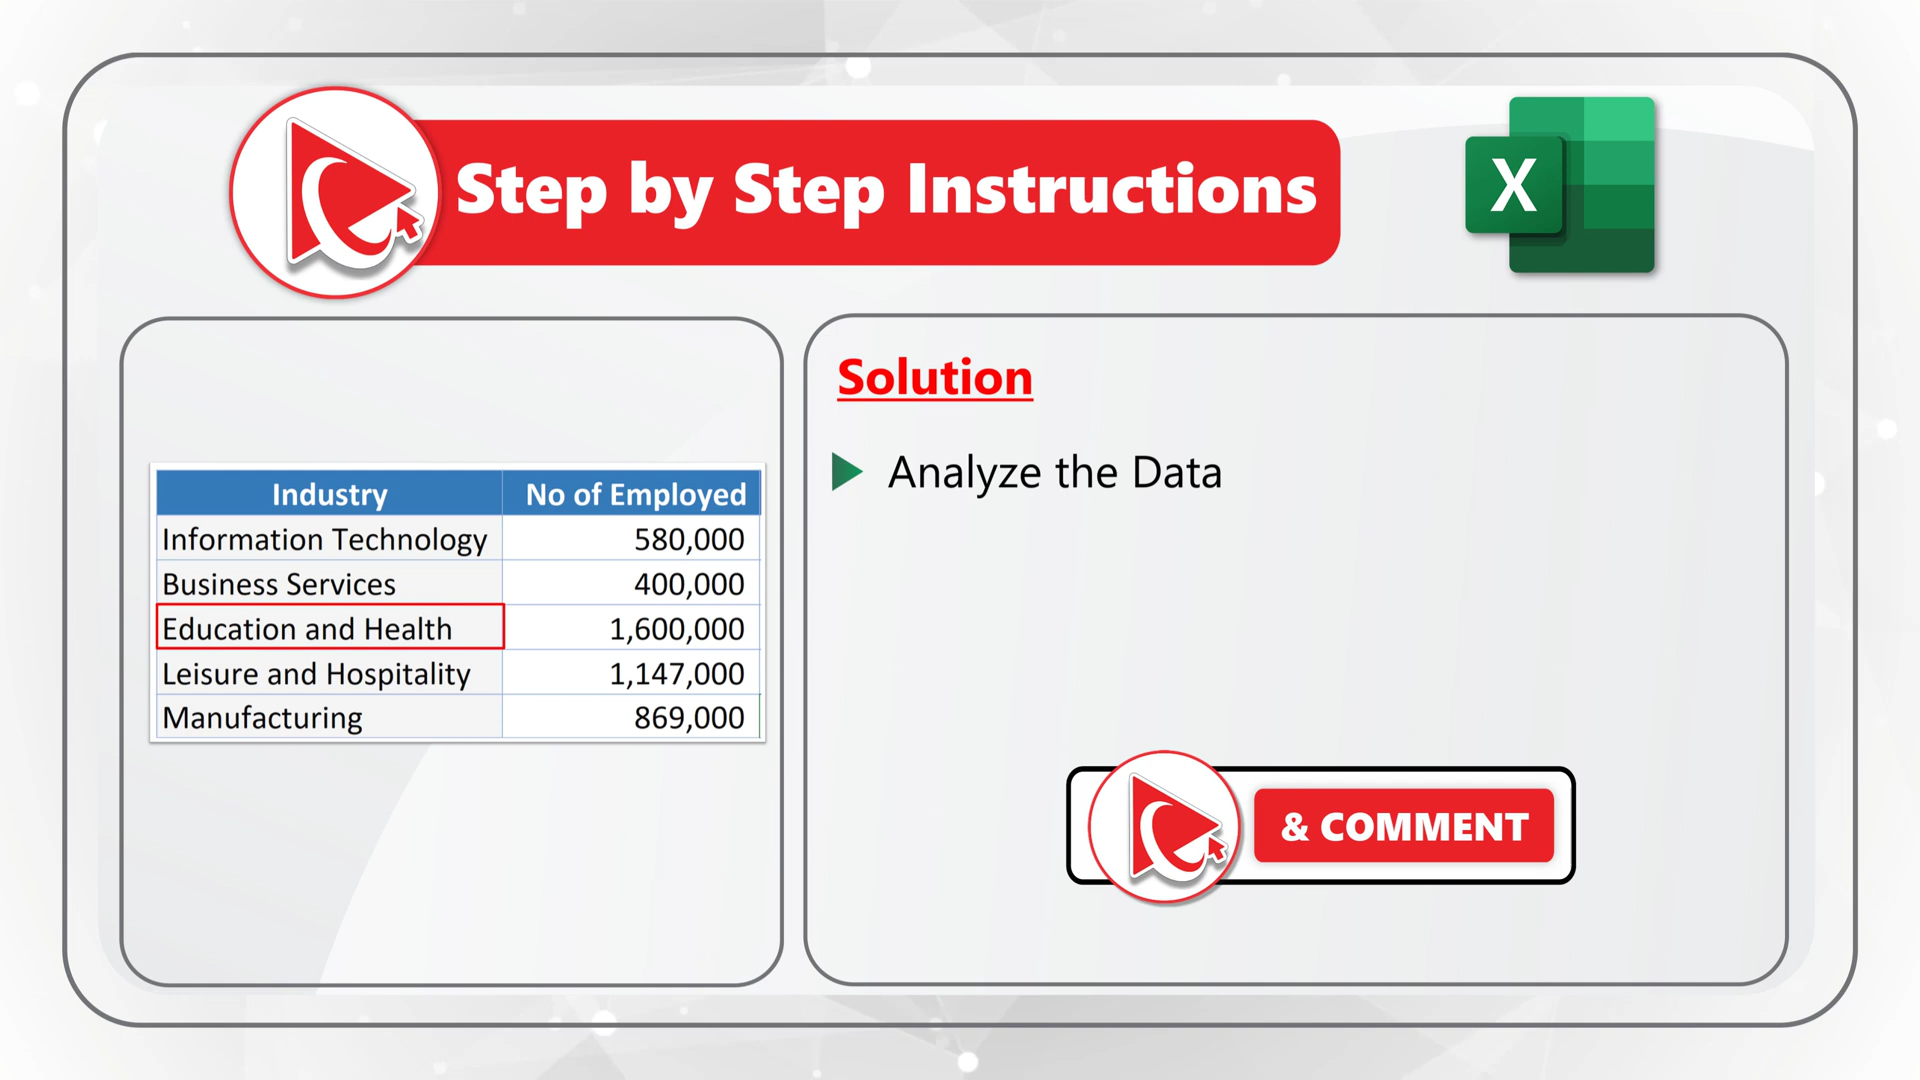 Step by Step Instructions
X
Industry No of Employed
Information Technology 580,000
Business Services 400,000
Education and Health 1,600,000
Leisure and Hospitality 1,147,000
Manufacturing 869,000
Solution
Analyze the Data
& COMMENT